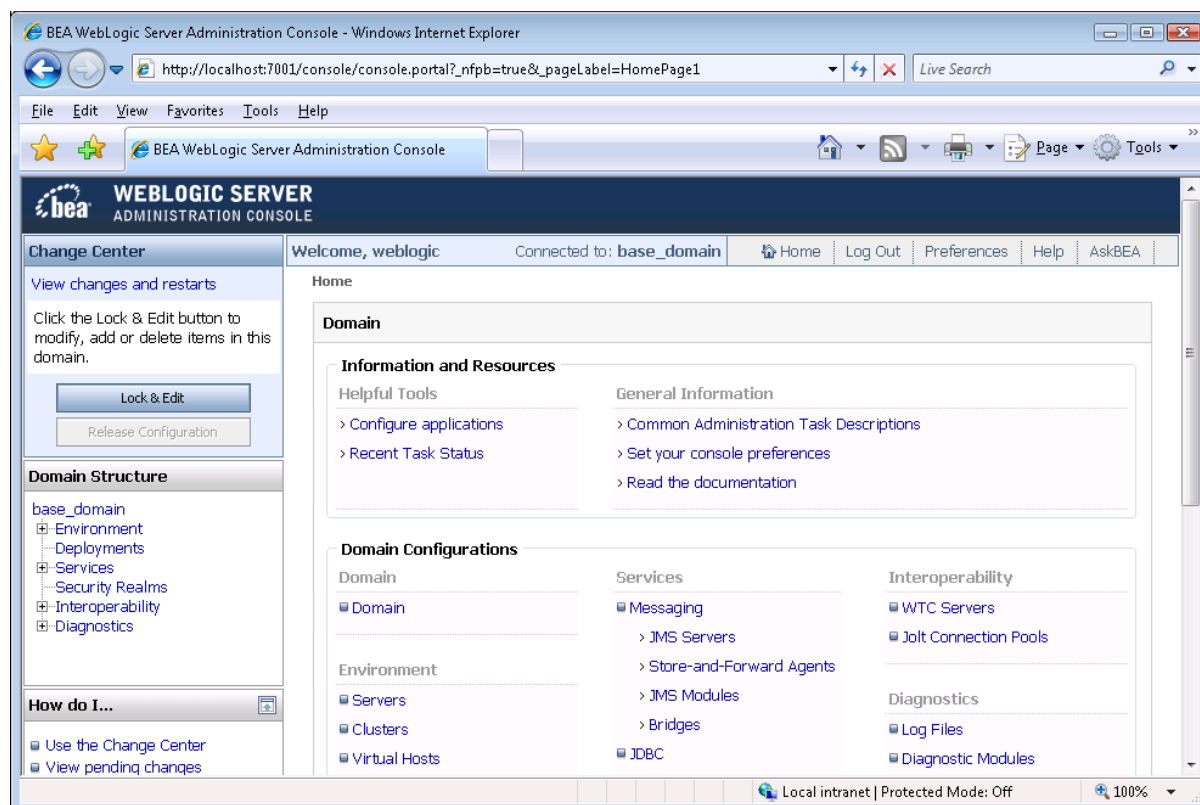 BEA WebLogic Server Administration Console - Windows Internet Explorer
http://localhost:7001/console/console.portal?_nfpb=true&_pageLabel=HomePage1
Live Search
File Edit View Favorites Tools Help
BEA WebLogic Server Administration Console
Page Tools
bea
WEBLOGIC SERVER
ADMINISTRATION CONSOLE
Change Center
View changes and restarts
Click the Lock & Edit button to
modify, add or delete items in this
domain.
Lock & Edit
Release Configuration
Domain Structure
base_domain
Environment
Deployments
Services
Security Realms
Interoperability
Diagnostics
How do I...
Use the Change Center
View pending changes
Welcome, weblogic
Connected to: base_domain
Home Log Out Preferences Help AskBEA
Home
Domain
Information and Resources
Helpful Tools
Configure applications
Recent Task Status
General Information
Common Administration Task Descriptions
Set your console preferences
Read the documentation
Domain Configurations
Domain
Domain
Environment
Servers
Clusters
Virtual Hosts
Services
Messaging
JMS Servers
Store-and-Forward Agents
JMS Modules
Bridges
JDBC
Interoperability
WTC Servers
Jolt Connection Pools
Diagnostics
Log Files
Diagnostic Modules
Local intranet | Protected Mode: Off
100%